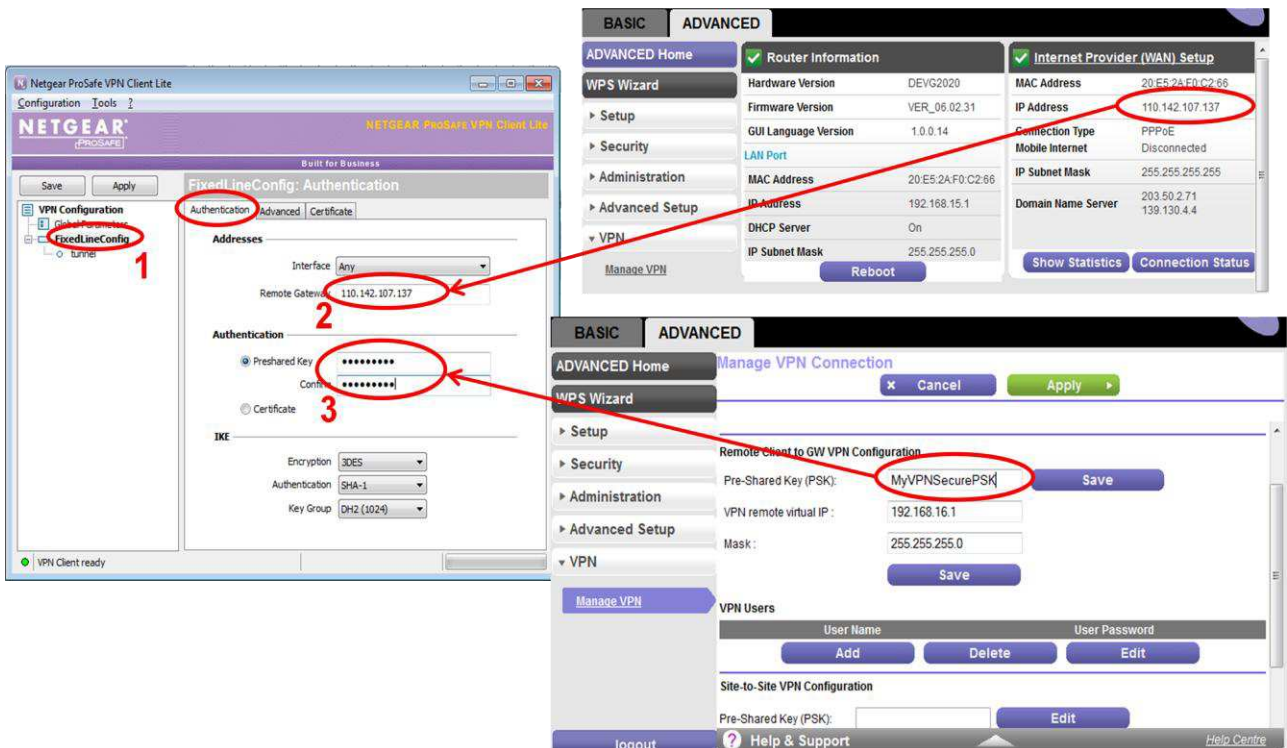 Netgear ProSafe VPN Client Lite
Configuration Tools ?
NETGEAR®
PROSAFE
NETGEAR PROSAFE VPN Client Lite
Built for Business
Save Apply
FixedLineConfig: Authentication
VPN Configuration
Global Parameters
FixedLineConfig
tunnel
1
Authentication Advanced Certificate
Addresses
Interface Any
Remote Gateway 110.142.107.137
2
Authentication
Preshared Key •••••••••
Confirm •••••••••
3
Certificate
IKE
Encryption 3DES
Authentication SHA-1
Key Group DH2 (1024)
VPN Client ready
BASIC ADVANCED
ADVANCED Home
WPS Wizard
Setup
Security
Administration
Advanced Setup
VPN
Manage VPN
Router Information
Hardware Version DEVG2020
Firmware Version VER_06.02.31
GUI Language Version 1.0.0.14
LAN Port
MAC Address 20:E5:2A:F0:C2:66
IP Address 192.168.15.1
DHCP Server On
IP Subnet Mask 255.255.255.0
Reboot
Internet Provider (WAN) Setup
MAC Address 20:E5:2A:F0:C2:66
IP Address 110.142.107.137
Connection Type PPPoE
Mobile Internet Disconnected
IP Subnet Mask 255.255.255.255
Domain Name Server 203.50.2.71
139.130.4.4
Show Statistics Connection Status
BASIC ADVANCED
ADVANCED Home
WPS Wizard
Setup
Security
Administration
Advanced Setup
VPN
Manage VPN
logout
Manage VPN Connection
Cancel Apply
Remote Client to GW VPN Configuration
Pre-Shared Key (PSK): MyVPNSecurePSK Save
VPN remote virtual IP : 192.168.16.1
Mask : 255.255.255.0
Save
VPN Users
User Name User Password
Add Delete Edit
Site-to-Site VPN Configuration
Pre-Shared Key (PSK): Edit
Help & Support Help Centre